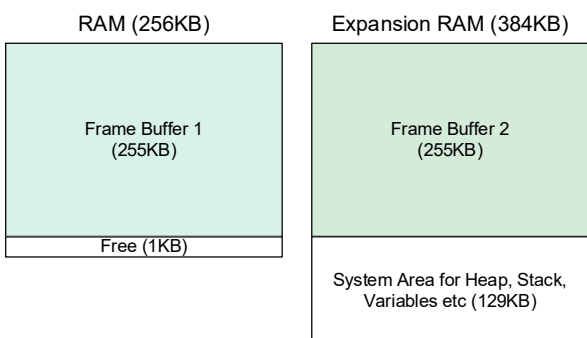 RAM (256KB)
Frame Buffer 1
(255KB)
Free (1KB)
Expansion RAM (384KB)
Frame Buffer 2
(255KB)
System Area for Heap, Stack,
Variables etc (129KB)